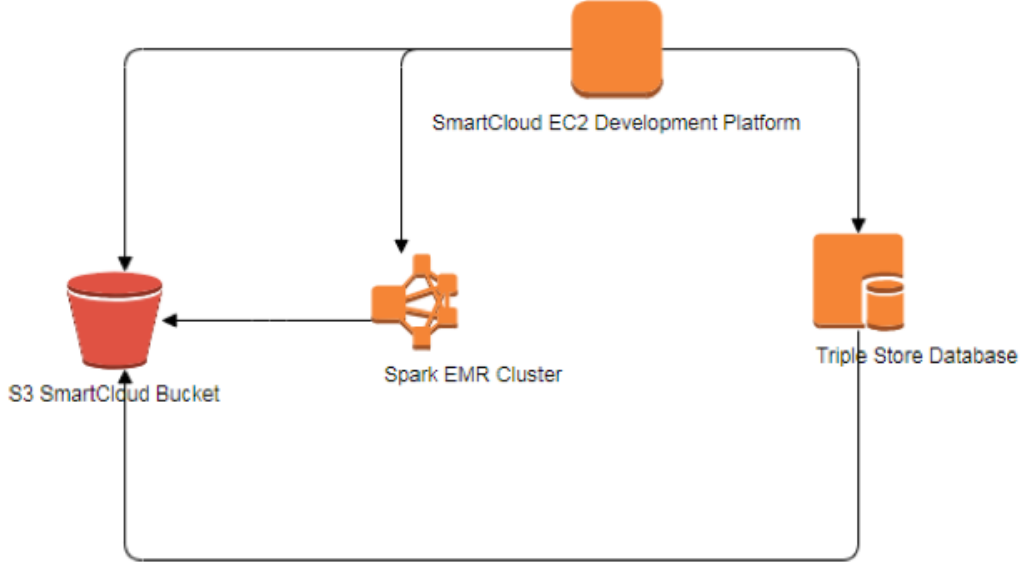 SmartCloud EC2 Development Platform
Triple Store Database
Spark EMR Cluster
S3 SmartCloud Bucket